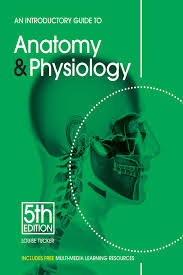 AN INTRODUCTORY GUIDE TO
Anatomy
& Physiology
5th
EDITION
LOUISE TUCKER
INCLUDES FREE MULTI-MEDIA LEARNING RESOURCES